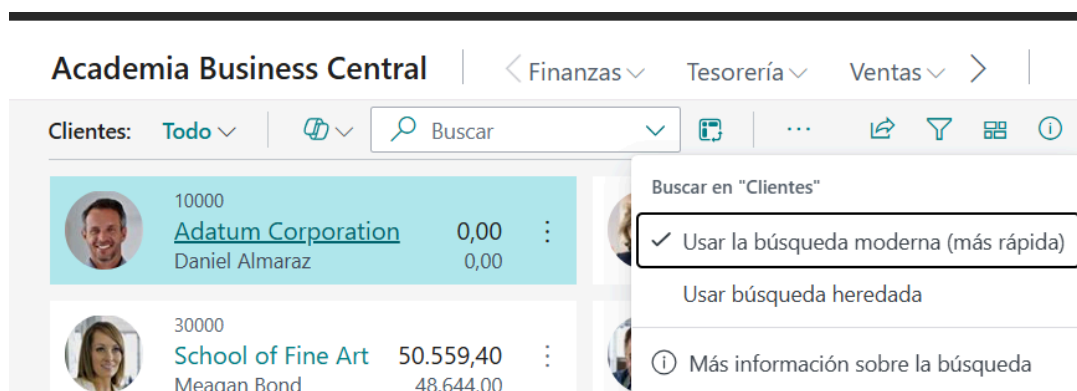 Academia Business Central
Finanzas
Tesorería
Ventas
Clientes:
Todo
Buscar
10000
Adatum Corporation
0,00
Daniel Almaraz
0,00
30000
School of Fine Art
50.559,40
Meagan Bond
48.644,00
Buscar en "Clientes"
Usar la búsqueda moderna (más rápida)
Usar búsqueda heredada
Más información sobre la búsqueda